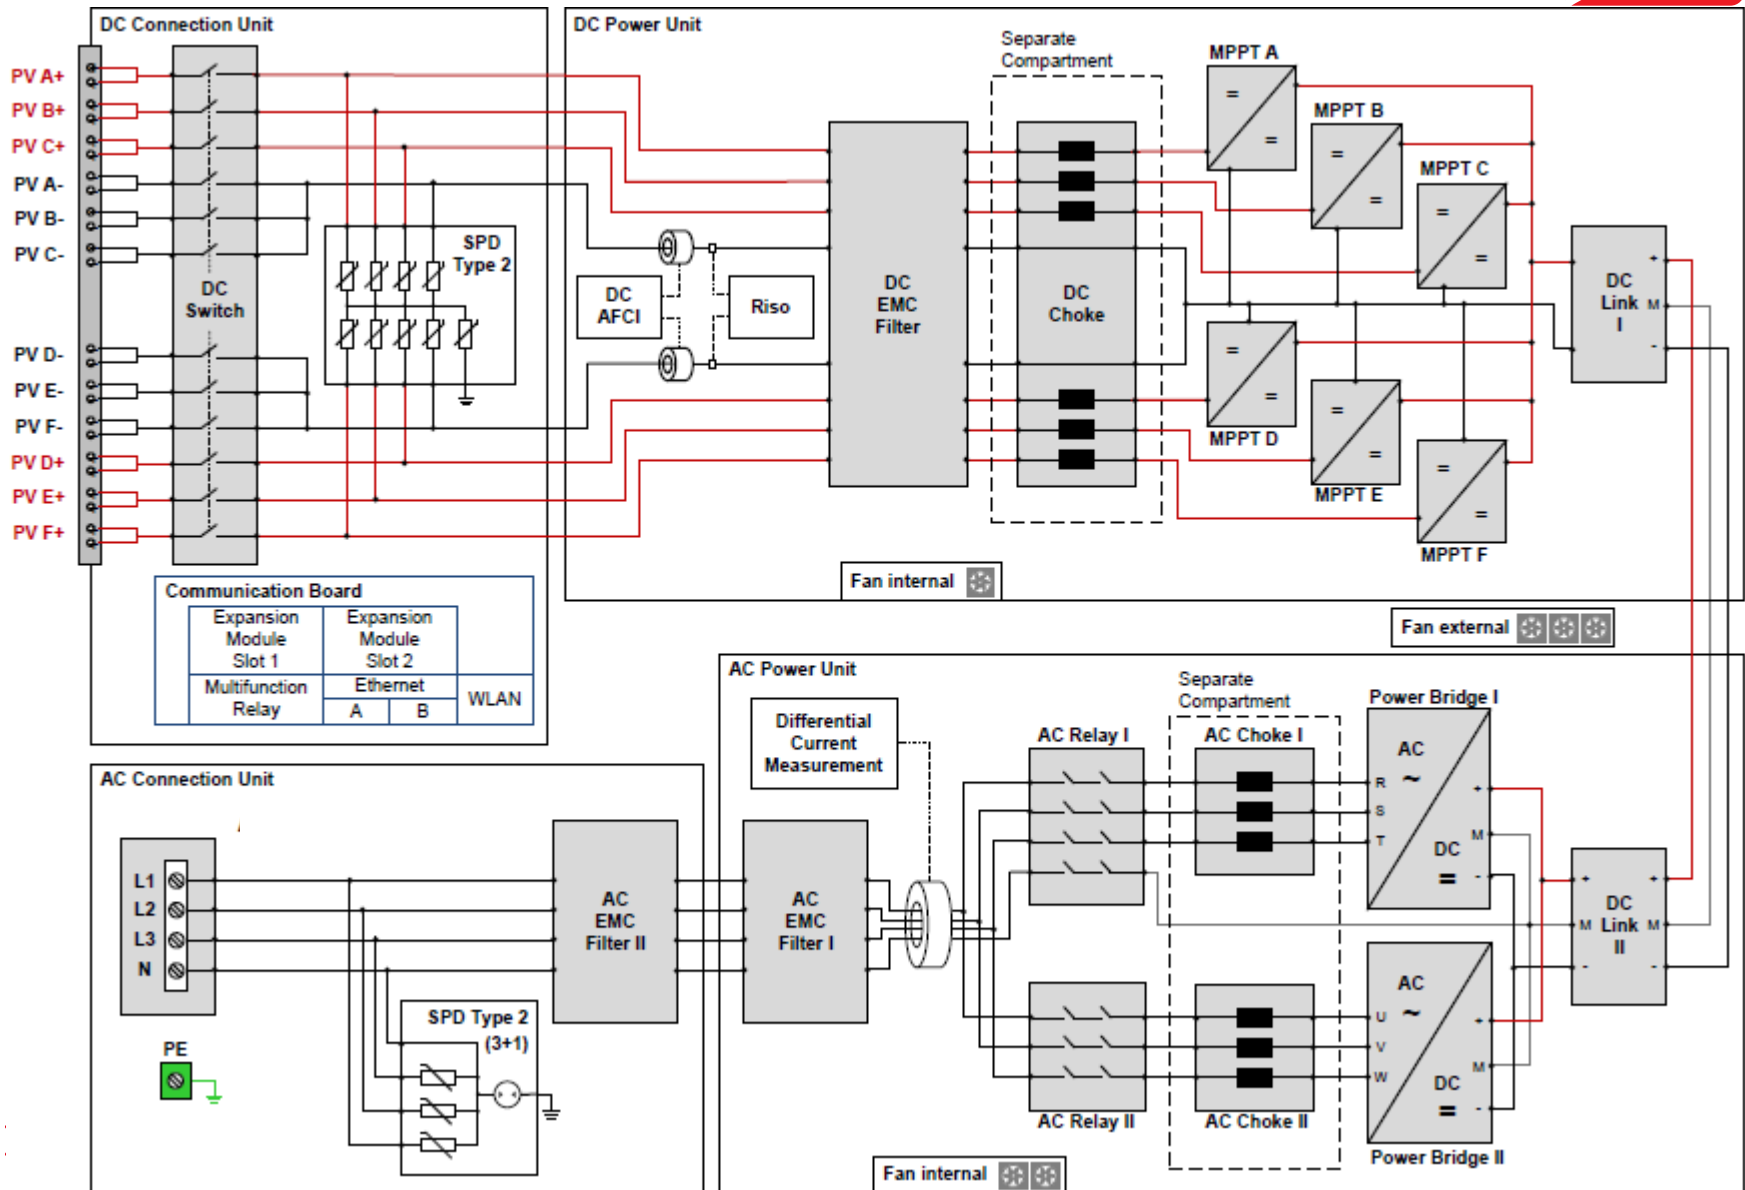 DC Connection Unit
PV A+
PV B+
PV C+
PV A-
PV B-
PV C-
PV D-
PV E-
PV F-
PV D+
PV E+
PV F+
DC
Switch
SPD
Type 2
Communication Board
Expansion
Module
Slot 1
Expansion
Module
Slot 2
Multifunction
Relay
Ethernet
A
B
WLAN
DC Power Unit
DC
AFCI
Riso
DC
EMC
Filter
Separate
Compartment
DC
Choke
MPPT A
=
=
MPPT B
=
=
MPPT C
=
=
MPPT D
=
=
MPPT E
=
=
MPPT F
=
=
DC
Link
I
+
M
-
Fan internal
Fan external
AC Connection Unit
L1
L2
L3
N
PE
SPD Type 2
(3+1)
AC
EMC
Filter II
AC Power Unit
Differential
Current
Measurement
AC
EMC
Filter I
AC Relay I
AC Relay II
Separate
Compartment
AC Choke I
AC Choke II
Power Bridge I
AC
~
DC
=
R
S
T
+
M
-
Power Bridge II
AC
~
DC
=
U
V
W
+
M
-
DC
Link
II
+
M
-
+
M
-
Fan internal